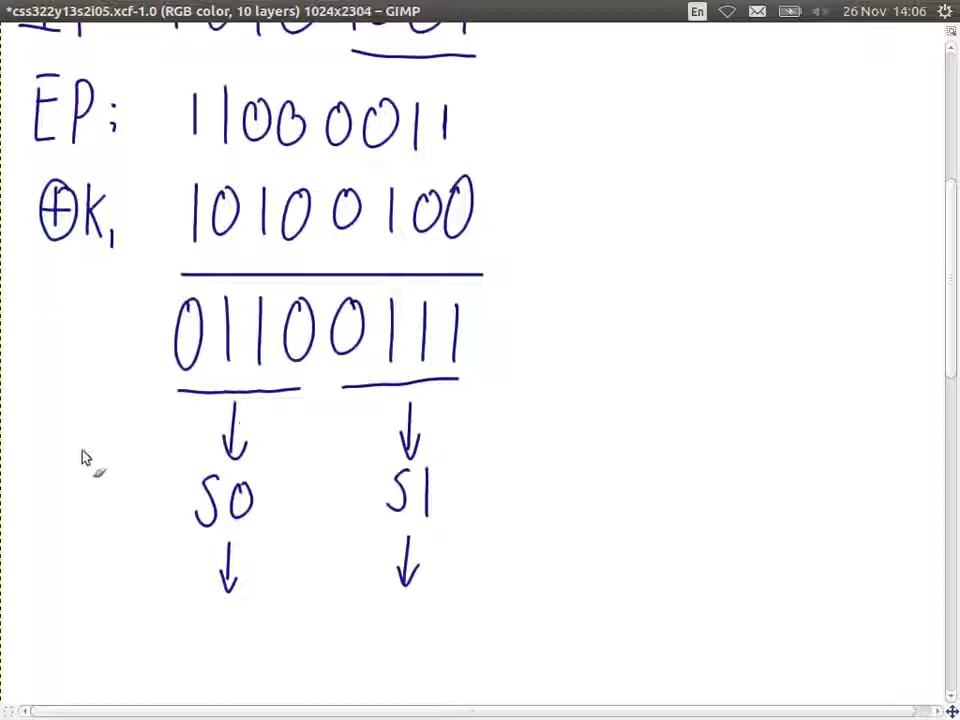 *css322y13s2i05.xcf-1.0 (RGB color, 10 layers) 1024x2304 – GIMP En 26 Nov 14:06
EP: 11000011
⊕K₁ 10100100
01100111
↓ ↓
S0 S1
↓ ↓